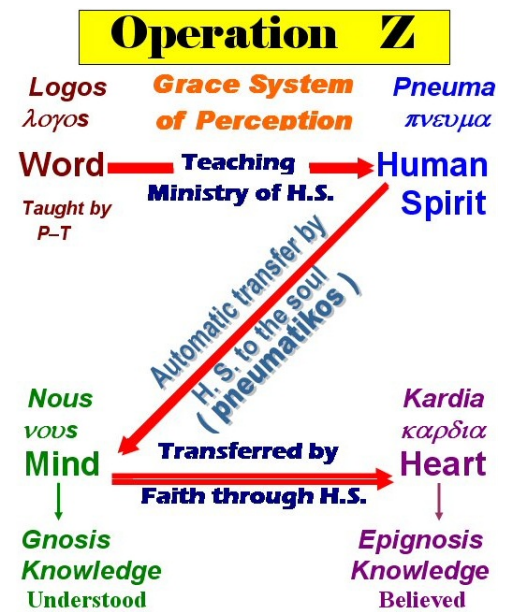 Operation Z
Logos
λογοs
Grace System
of Perception
Pneuma
πνευμα
Word
Teaching
Ministry of H.S.
Human
Spirit
Taught by
P–T
Automatic transfer by
H. S. to the soul
( pneumatikos )
Nous
νουs
Mind
Transferred by
Faith through H.S.
Kardia
καρδια
Heart
Gnosis
Knowledge
Understood
Epignosis
Knowledge
Believed